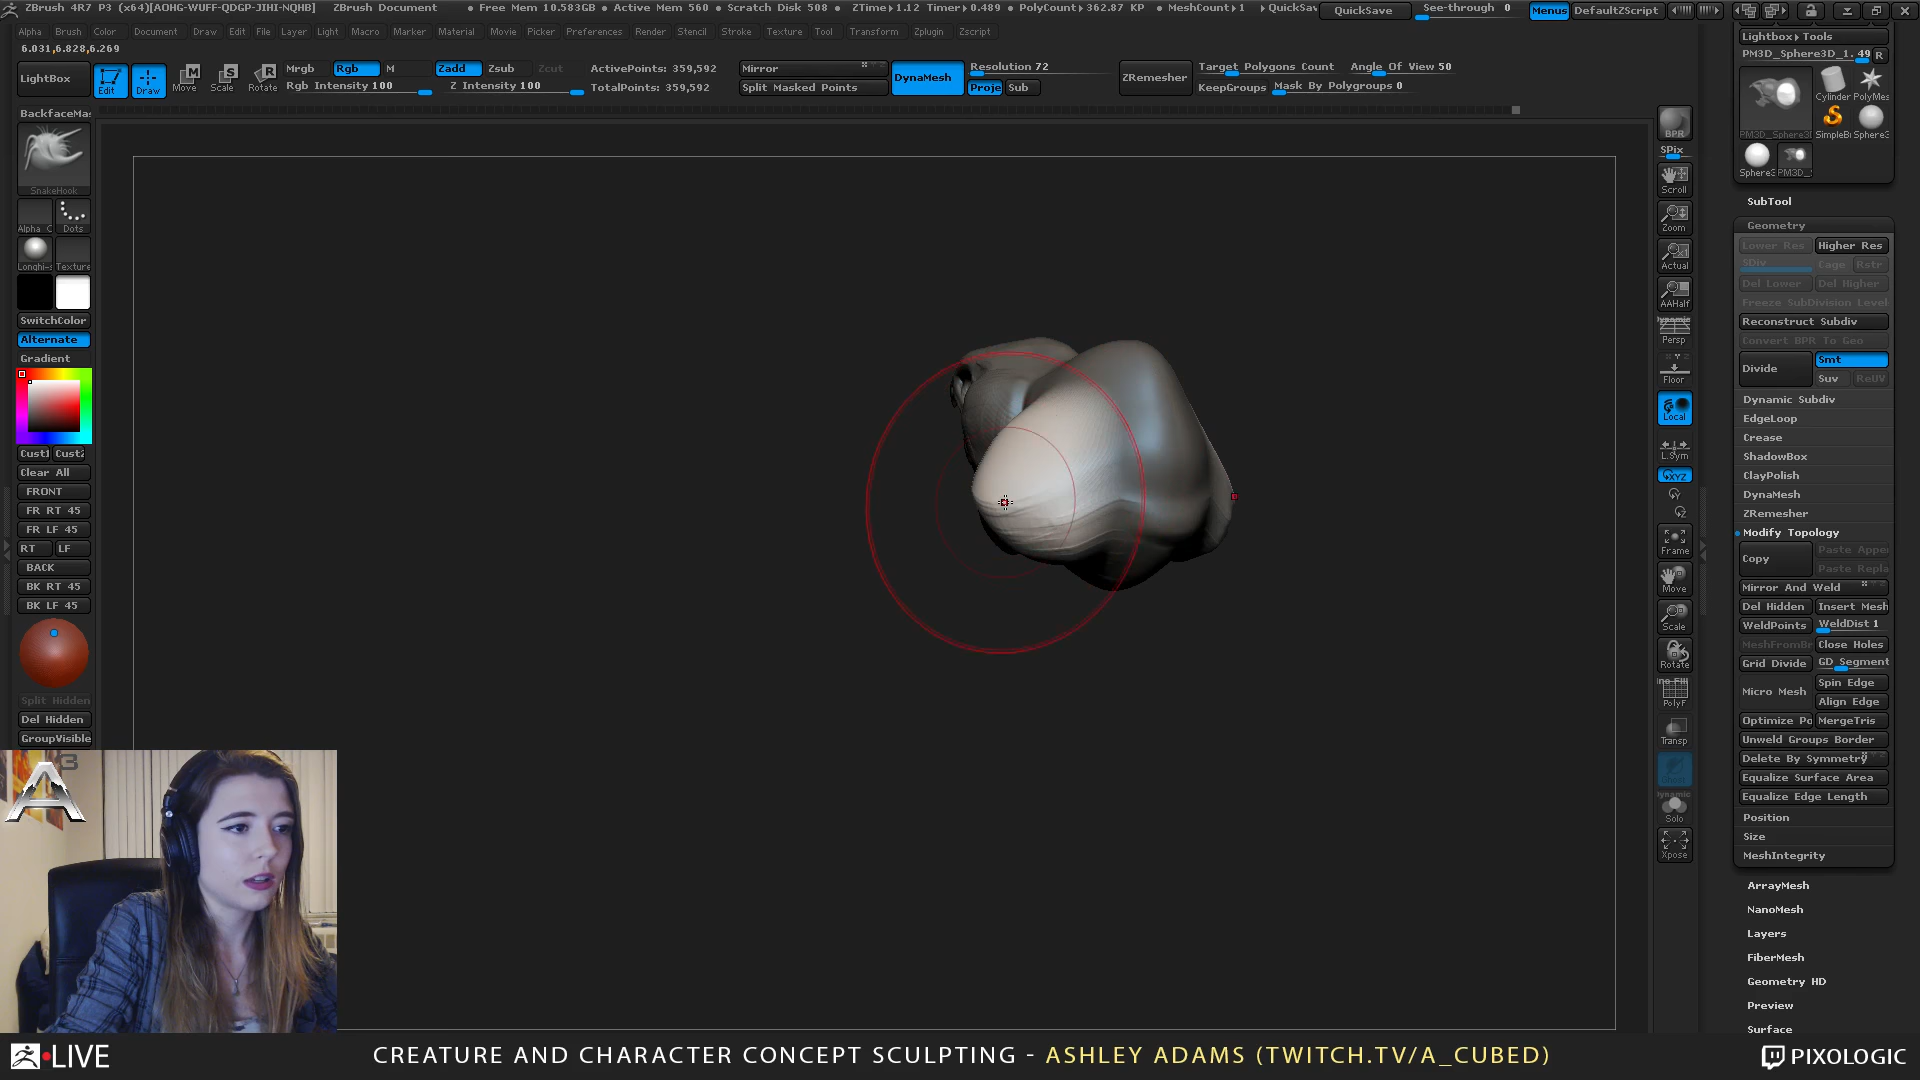 ZBrush 4R7 P3 (x64)[AOHG-WUFF-QDGP-JIHI-NQHB] ZBrush Document • Free Mem 10.583GB • Active Mem 560 • Scratch Disk 508 • ZTime▸1.12 Timer▸0.489 • PolyCount▸362.87 KP • MeshCount▸1 QuickSav QuickSave See-through 0 Menus DefaultZScript
Alpha Brush Color Document Draw Edit File Layer Light Macro Marker Material Movie Picker Preferences Render Stencil Stroke Texture Tool Transform Zplugin Zscript
6.031,6.828,6.269
LightBox
Edit
Draw
Move
Scale
Rotate
Mrgb Rgb M Zadd Zsub Zcut
Rgb Intensity 100 Z Intensity 100
ActivePoints: 359,592
TotalPoints: 359,592
Mirror
Split Masked Points
DynaMesh
Resolution 72
Proje Sub
ZRemesher
Target Polygons Count Angle Of View 50
KeepGroups Mask By Polygroups 0
BackfaceMas
SnakeHook
Alpha Dots
Texture
SwitchColor
Alternate
Gradient
Cust1 Cust2
Clear All
FRONT
FR RT 45
FR LF 45
RT LF
BACK
BK RT 45
BK LF 45
Split Hidden
Del Hidden
GroupVisible
BPR
SPix
Scroll
Zoom
Actual
AAHalf
Dynamic
Persp
Floor
Local
L.Sym
XYZ
Frame
Move
Scale
Rotate
PolyF
Transp
Ghost
Dynamic
Solo
Xpose
Lightbox▸Tools
PM3D_Sphere3D_1. 49 R
Cylinder PolyMes
PM3D_Sphere3D SimpleBr Sphere3
Sphere3 PM3D_
SubTool
Geometry
Lower Res Higher Res
SDiv Cage Rstr
Del Lower Del Higher
Freeze SubDivision Level
Reconstruct Subdiv
Convert BPR To Geo
Divide Smt
Suv ReUV
Dynamic Subdiv
EdgeLoop
Crease
ShadowBox
ClayPolish
DynaMesh
ZRemesher
Modify Topology
Copy Paste Appe
Paste Repla
Mirror And Weld
Del Hidden Insert Mesh
WeldPoints WeldDist 1
MeshFromBr Close Holes
Grid Divide GD Segment
Micro Mesh Spin Edge
Align Edge
Optimize Po MergeTris
Unweld Groups Border
Delete By Symmetry
Equalize Surface Area
Equalize Edge Length
Position
Size
MeshIntegrity
ArrayMesh
NanoMesh
Layers
FiberMesh
Geometry HD
Preview
Surface
A 3
LIVE CREATURE AND CHARACTER CONCEPT SCULPTING - ASHLEY ADAMS (TWITCH.TV/A_CUBED) PIXOLOGIC